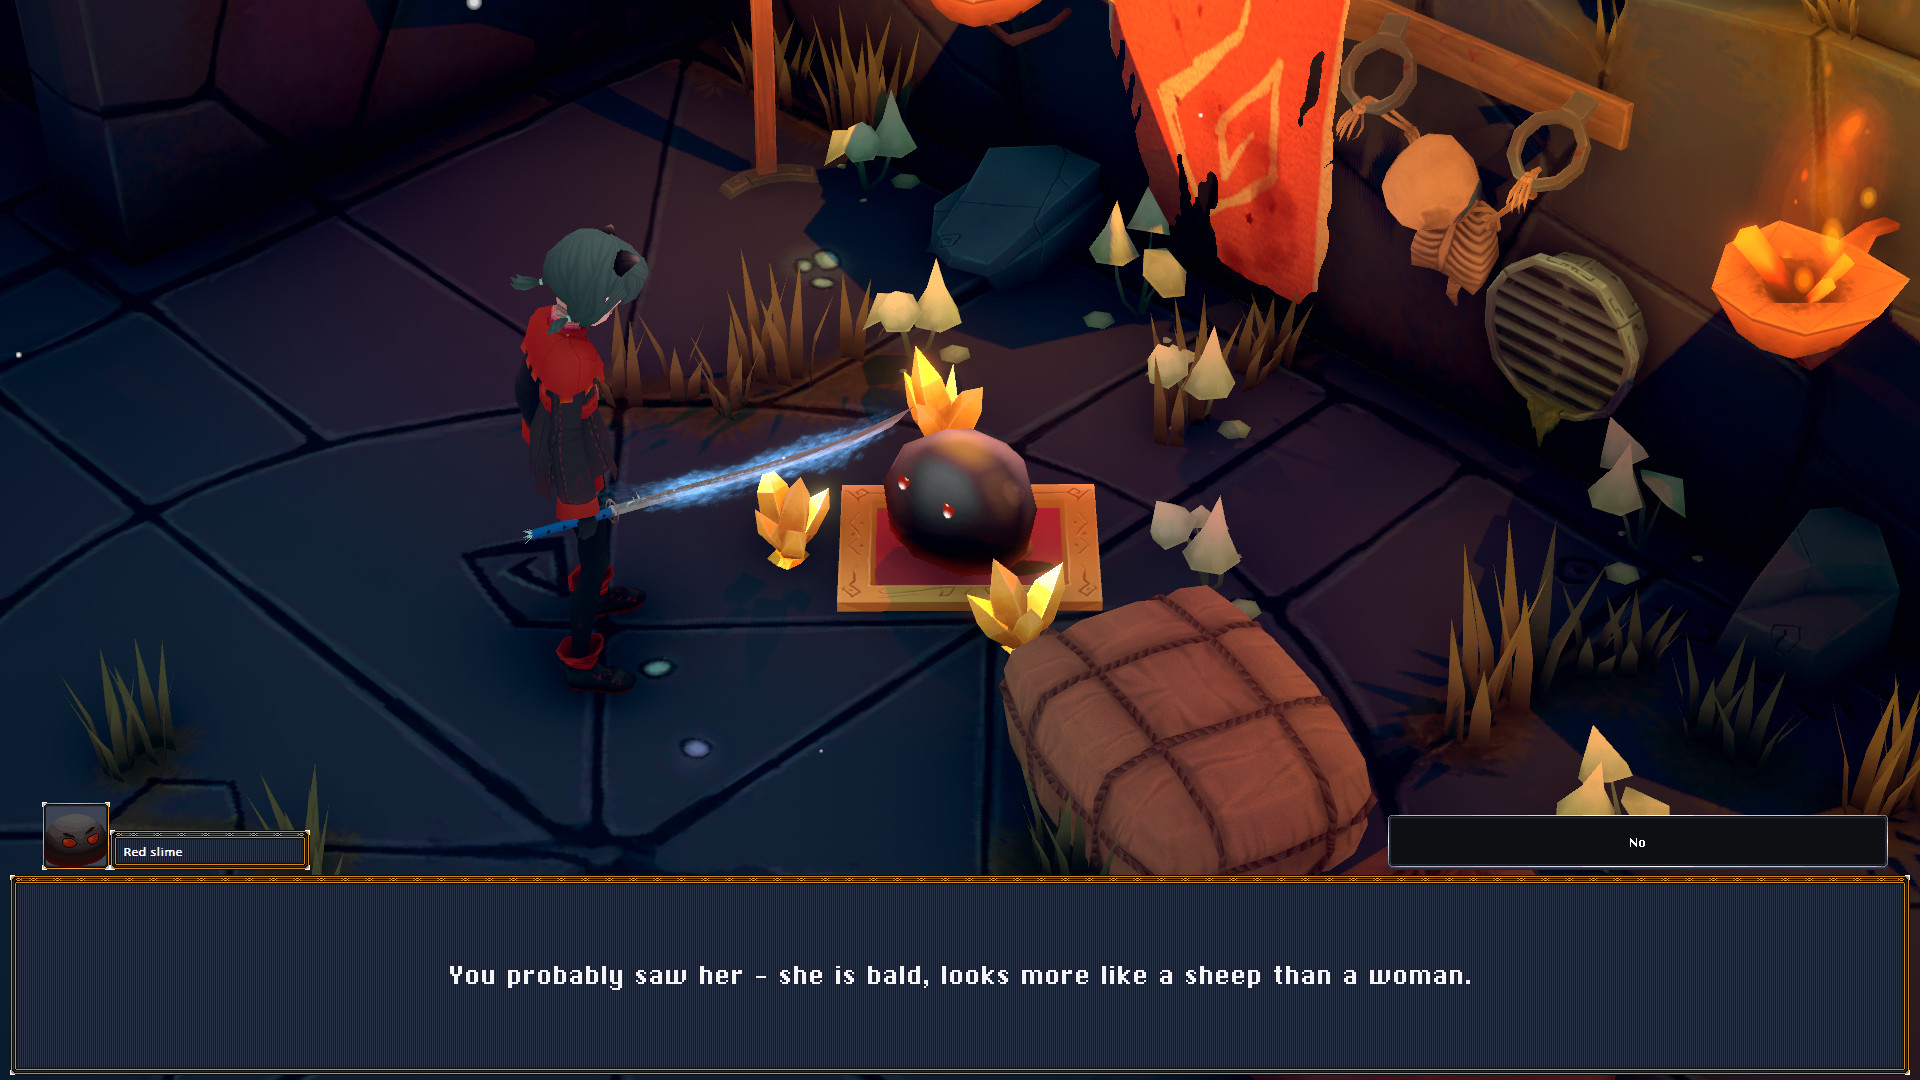 Red slime
No
You probably saw her - she is bald, looks more like a sheep than a woman.